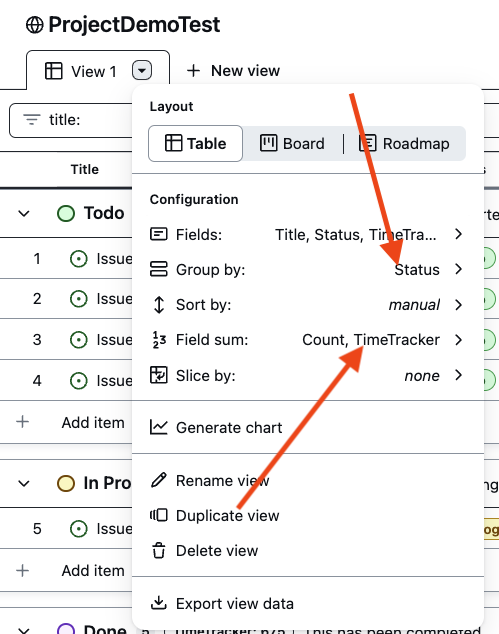 ProjectDemoTest
View 1 New view
title:
Layout
Table Board Roadmap
Title
Configuration
Todo
Fields: Title, Status, TimeTra...
1 Issue
Group by: Status
2 Issue
Sort by: manual
3 Issue
Field sum: Count, TimeTracker
4 Issue
Slice by: none
Add item
Generate chart
In Pro
Rename view
5 Issue
Duplicate view
Delete view
Add item
Export view data
Done 5 TimeTracker: 675 This has been completed